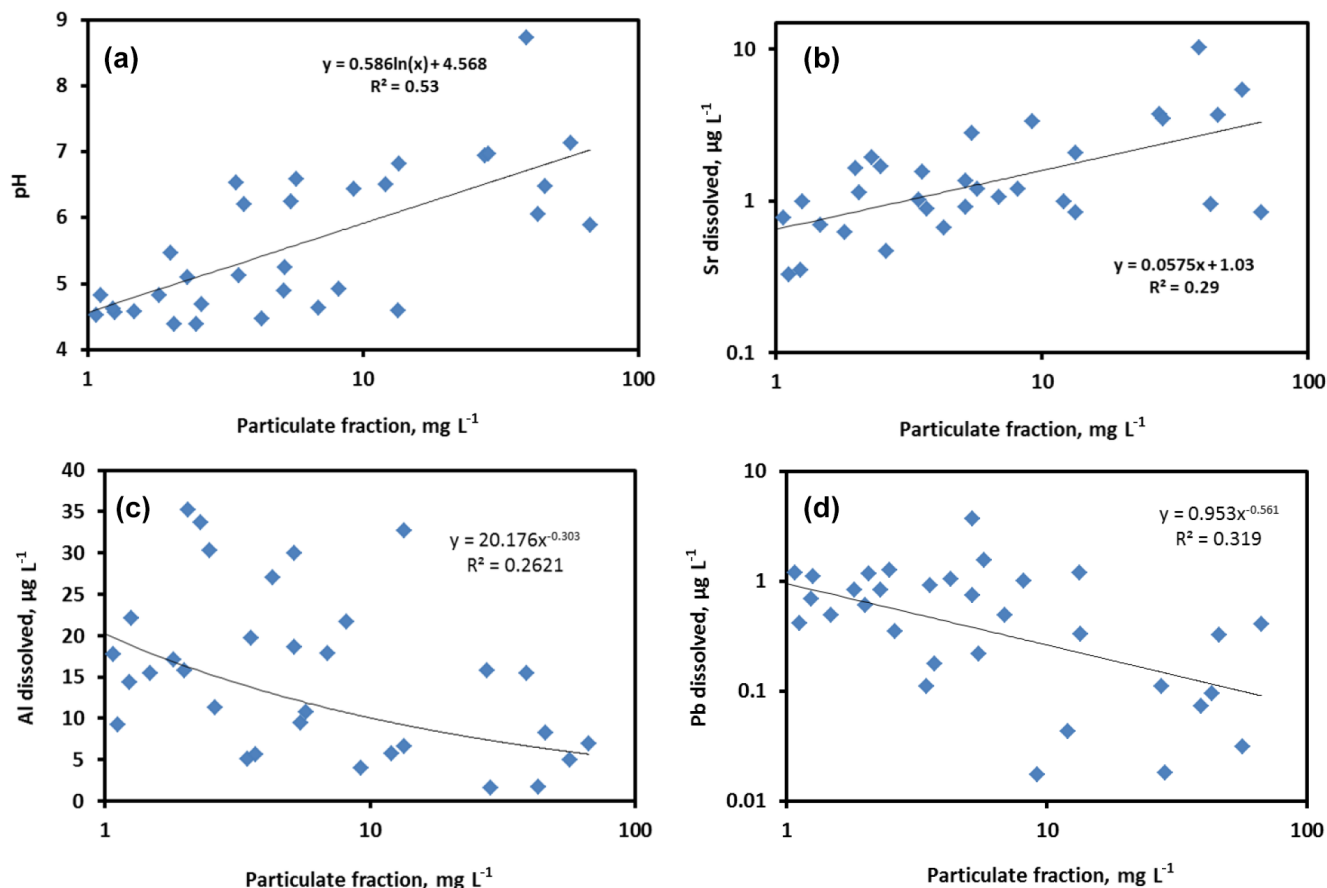 (a)
y = 0.586ln(x) + 4.568
R² = 0.53
9
8
7
6
5
4
pH
1
10
100
Particulate fraction, mg L⁻¹
(b)
10
1
0.1
Sr dissolved, µg L⁻¹
y = 0.0575x + 1.03
R² = 0.29
1
10
100
Particulate fraction, mg L⁻¹
(c)
y = 20.176x⁻⁰·³⁰³
R² = 0.2621
40
35
30
25
20
15
10
5
0
Al dissolved, µg L⁻¹
1
10
100
Particulate fraction, mg L⁻¹
(d)
y = 0.953x⁻⁰·⁵⁶¹
R² = 0.319
10
1
0.1
0.01
Pb dissolved, µg L⁻¹
1
10
100
Particulate fraction, mg L⁻¹